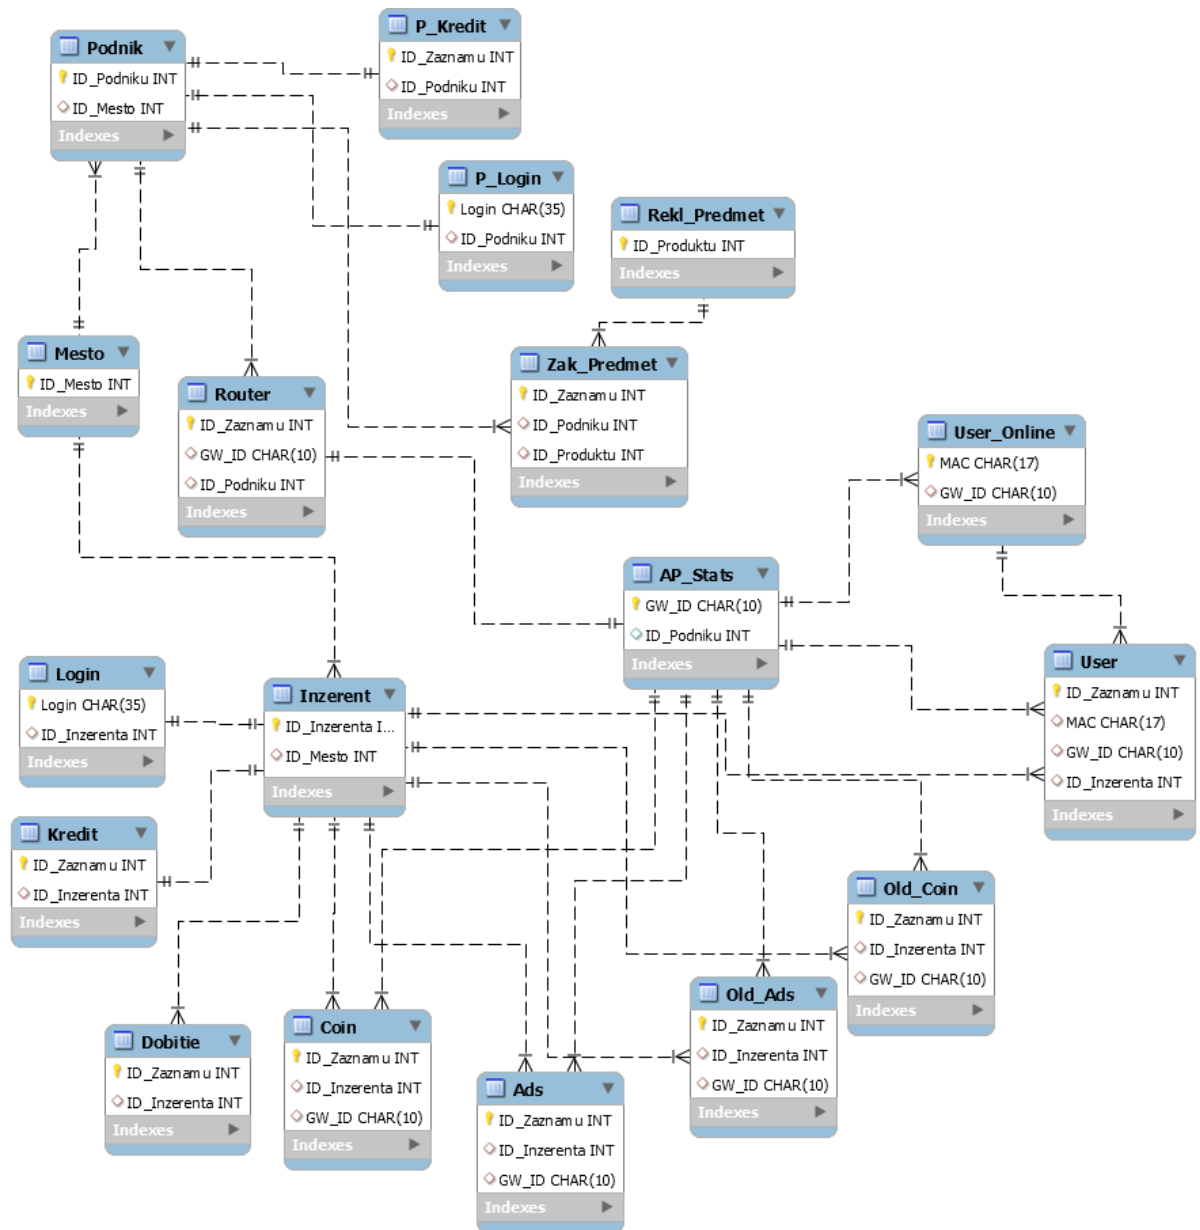 Podnik
ID_Podniku INT
ID_Mesto INT
Indexes
P_Kredit
ID_Zaznamu INT
ID_Podniku INT
Indexes
P_Login
Login CHAR(35)
ID_Podniku INT
Indexes
Rekl_Predmet
ID_Produktu INT
Indexes
Mesto
ID_Mesto INT
Indexes
Router
ID_Zaznamu INT
GW_ID CHAR(10)
ID_Podniku INT
Indexes
Zak_Predmet
ID_Zaznamu INT
ID_Podniku INT
ID_Produktu INT
Indexes
User_Online
MAC CHAR(17)
GW_ID CHAR(10)
Indexes
AP_Stats
GW_ID CHAR(10)
ID_Podniku INT
Indexes
User
ID_Zaznamu INT
MAC CHAR(17)
GW_ID CHAR(10)
ID_Inzerenta INT
Indexes
Login
Login CHAR(35)
ID_Inzerenta INT
Indexes
Inzerent
ID_Inzerenta I...
ID_Mesto INT
Indexes
Kredit
ID_Zaznamu INT
ID_Inzerenta INT
Indexes
Old_Coin
ID_Zaznamu INT
ID_Inzerenta INT
GW_ID CHAR(10)
Indexes
Old_Ads
ID_Zaznamu INT
ID_Inzerenta INT
GW_ID CHAR(10)
Indexes
Dobitie
ID_Zaznamu INT
ID_Inzerenta INT
Indexes
Coin
ID_Zaznamu INT
ID_Inzerenta INT
GW_ID CHAR(10)
Indexes
Ads
ID_Zaznamu INT
ID_Inzerenta INT
GW_ID CHAR(10)
Indexes